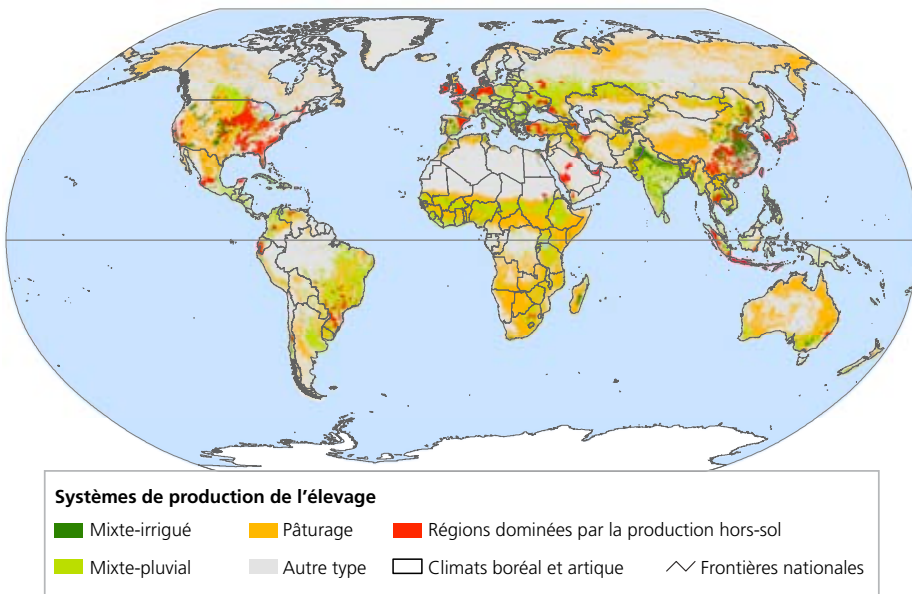 Systèmes de production de l'élevage
Mixte-irrigué Pâturage Régions dominées par la production hors-sol
Mixte-pluvial Autre type Climats boréal et artique Frontières nationales